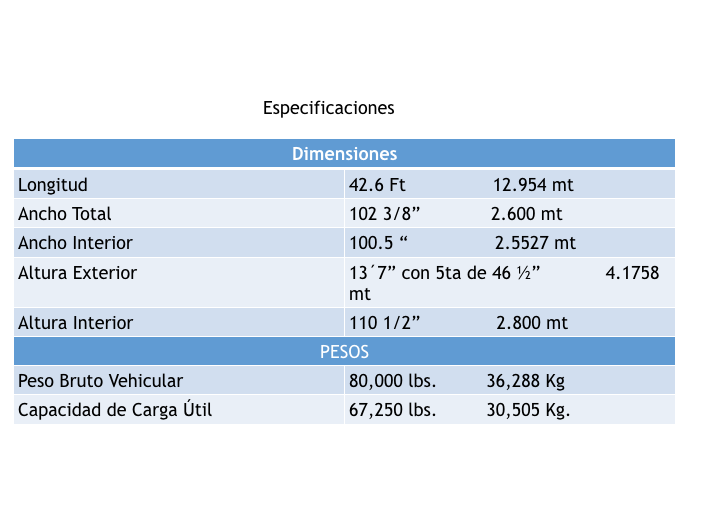 Especificaciones
Dimensiones
Longitud 42.6 Ft 12.954 mt
Ancho Total 102 3/8” 2.600 mt
Ancho Interior 100.5 “ 2.5527 mt
Altura Exterior 13´7” con 5ta de 46 ½” 4.1758
mt
Altura Interior 110 1/2” 2.800 mt
PESOS
Peso Bruto Vehicular 80,000 lbs. 36,288 Kg
Capacidad de Carga Útil 67,250 lbs. 30,505 Kg.